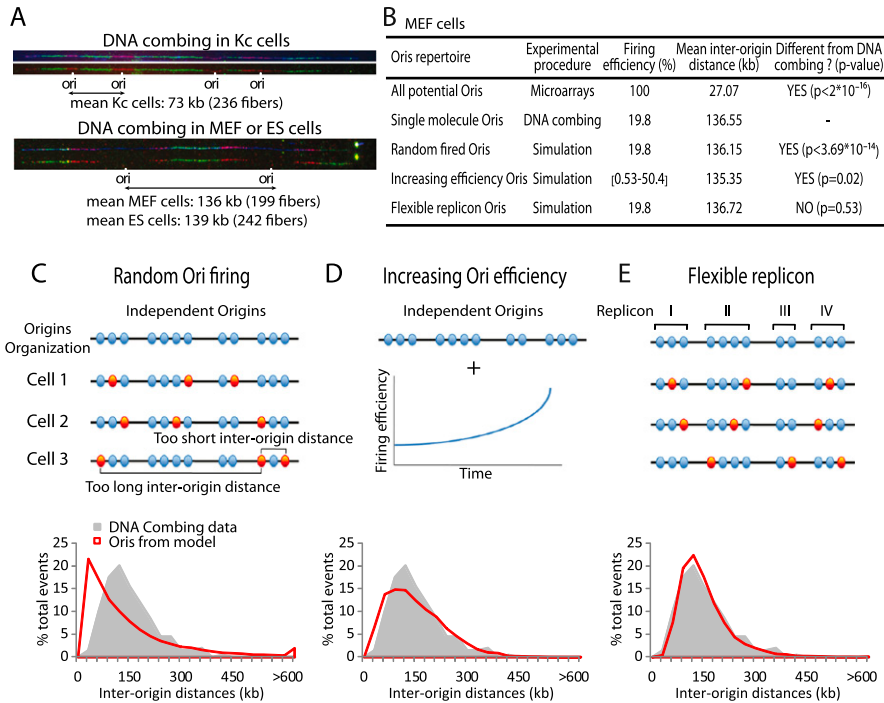 A
DNA combing in Kc cells
ori ori ori ori
mean Kc cells: 73 kb (236 fibers)
DNA combing in MEF or ES cells
ori ori
mean MEF cells: 136 kb (199 fibers)
mean ES cells: 139 kb (242 fibers)
B MEF cells
Oris repertoire Experimental procedure Firing efficiency (%) Mean inter-origin distance (kb) Different from DNA combing ? (p-value)
All potential Oris Microarrays 100 27.07 YES (p<2*10⁻¹⁶)
Single molecule Oris DNA combing 19.8 136.55 -
Random fired Oris Simulation 19.8 136.15 YES (p<3.69*10⁻¹⁴)
Increasing efficiency Oris Simulation [0.53-50.4] 135.35 YES (p=0.02)
Flexible replicon Oris Simulation 19.8 136.72 NO (p=0.53)
C Random Ori firing
Independent Origins
Origins
Organization
Cell 1
Cell 2
Too short inter-origin distance
Cell 3
Too long inter-origin distance
DNA Combing data
Oris from model
% total events
25
20
15
10
5
0
0 150 300 450 >600
Inter-origin distances (kb)
D Increasing Ori efficiency
Independent Origins
+
Firing efficiency
Time
% total events
25
20
15
10
5
0
0 150 300 450 >600
Inter-origin distances (kb)
E Flexible replicon
Replicon I II III IV
% total events
25
20
15
10
5
0
0 150 300 450 >600
Inter-origin distances (kb)